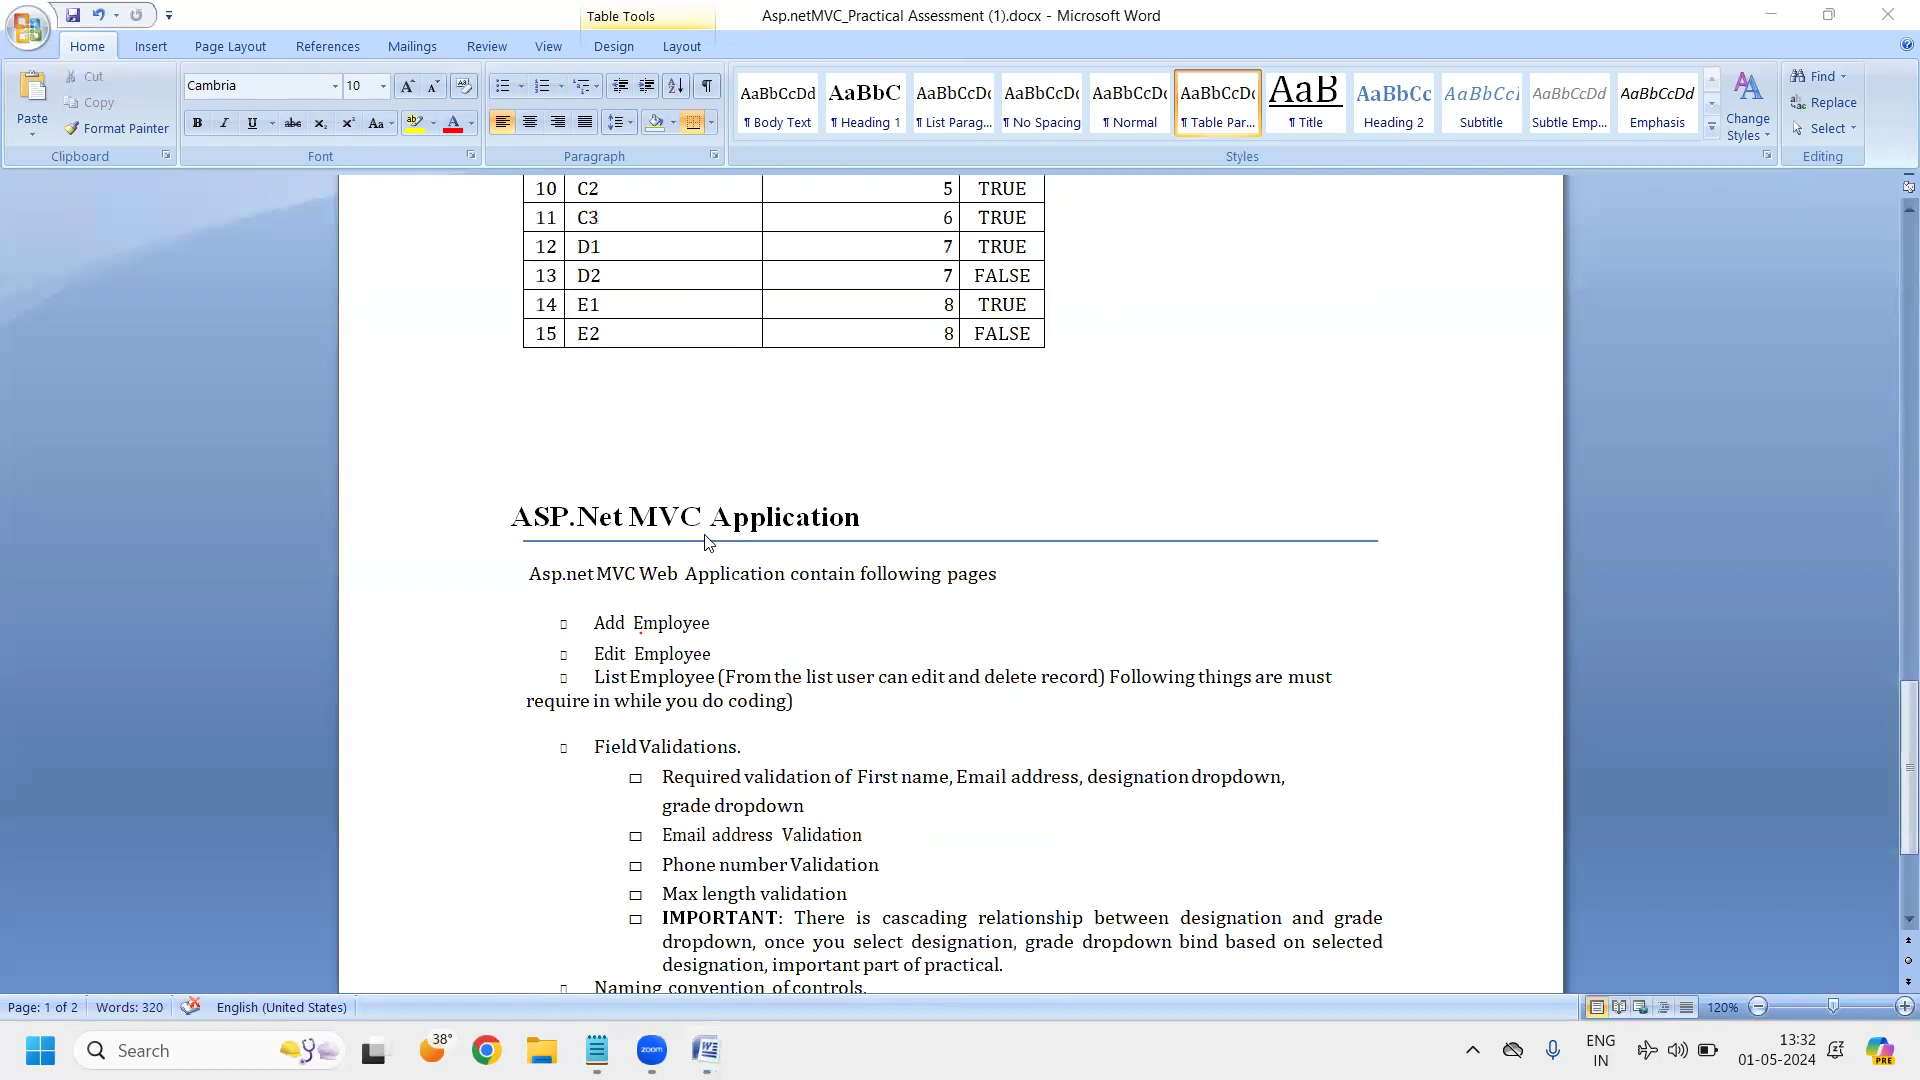 Table Tools
Asp.netMVC_Practical Assessment (1).docx - Microsoft Word
Home
Insert
Page Layout
References
Mailings
Review
View
Design
Layout
Paste
Cut
Copy
Format Painter
Clipboard
Cambria
10
Font
Paragraph
AaBbCcDd
¶ Body Text
AaBbC
¶ Heading 1
AaBbCcDc
¶ List Parag...
AaBbCcDc
¶ No Spacing
AaBbCcDc
¶ Normal
AaBbCcDc
¶ Table Par...
AaB
¶ Title
AaBbCc
Heading 2
AaBbCcl
Subtitle
AaBbCcDd
Subtle Emp...
AaBbCcDd
Emphasis
Styles
Change Styles
Find
Replace
Select
Editing
10 C2 5 TRUE
11 C3 6 TRUE
12 D1 7 TRUE
13 D2 7 FALSE
14 E1 8 TRUE
15 E2 8 FALSE
ASP.Net MVC Application
Asp.net MVC Web Application contain following pages
Add Employee
Edit Employee
List Employee (From the list user can edit and delete record) Following things are must
require in while you do coding)
Field Validations.
Required validation of First name, Email address, designation dropdown,
grade dropdown
Email address Validation
Phone number Validation
Max length validation
IMPORTANT: There is cascading relationship between designation and grade
dropdown, once you select designation, grade dropdown bind based on selected
designation, important part of practical.
Naming convention of controls.
Page: 1 of 2
Words: 320
English (United States)
120%
Search
38°
zoom
ENG
IN
13:32
01-05-2024
PRE